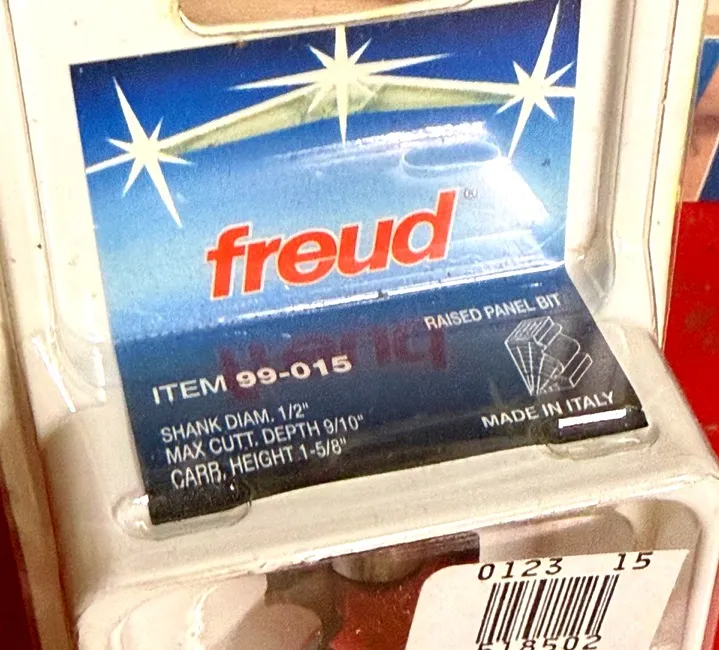 freud®
RAISED PANEL BIT
ITEM 99-015
SHANK DIAM. 1/2"
MAX CUTT. DEPTH 9/10"
CARB. HEIGHT 1-5/8"
MADE IN ITALY
0123 15
518502